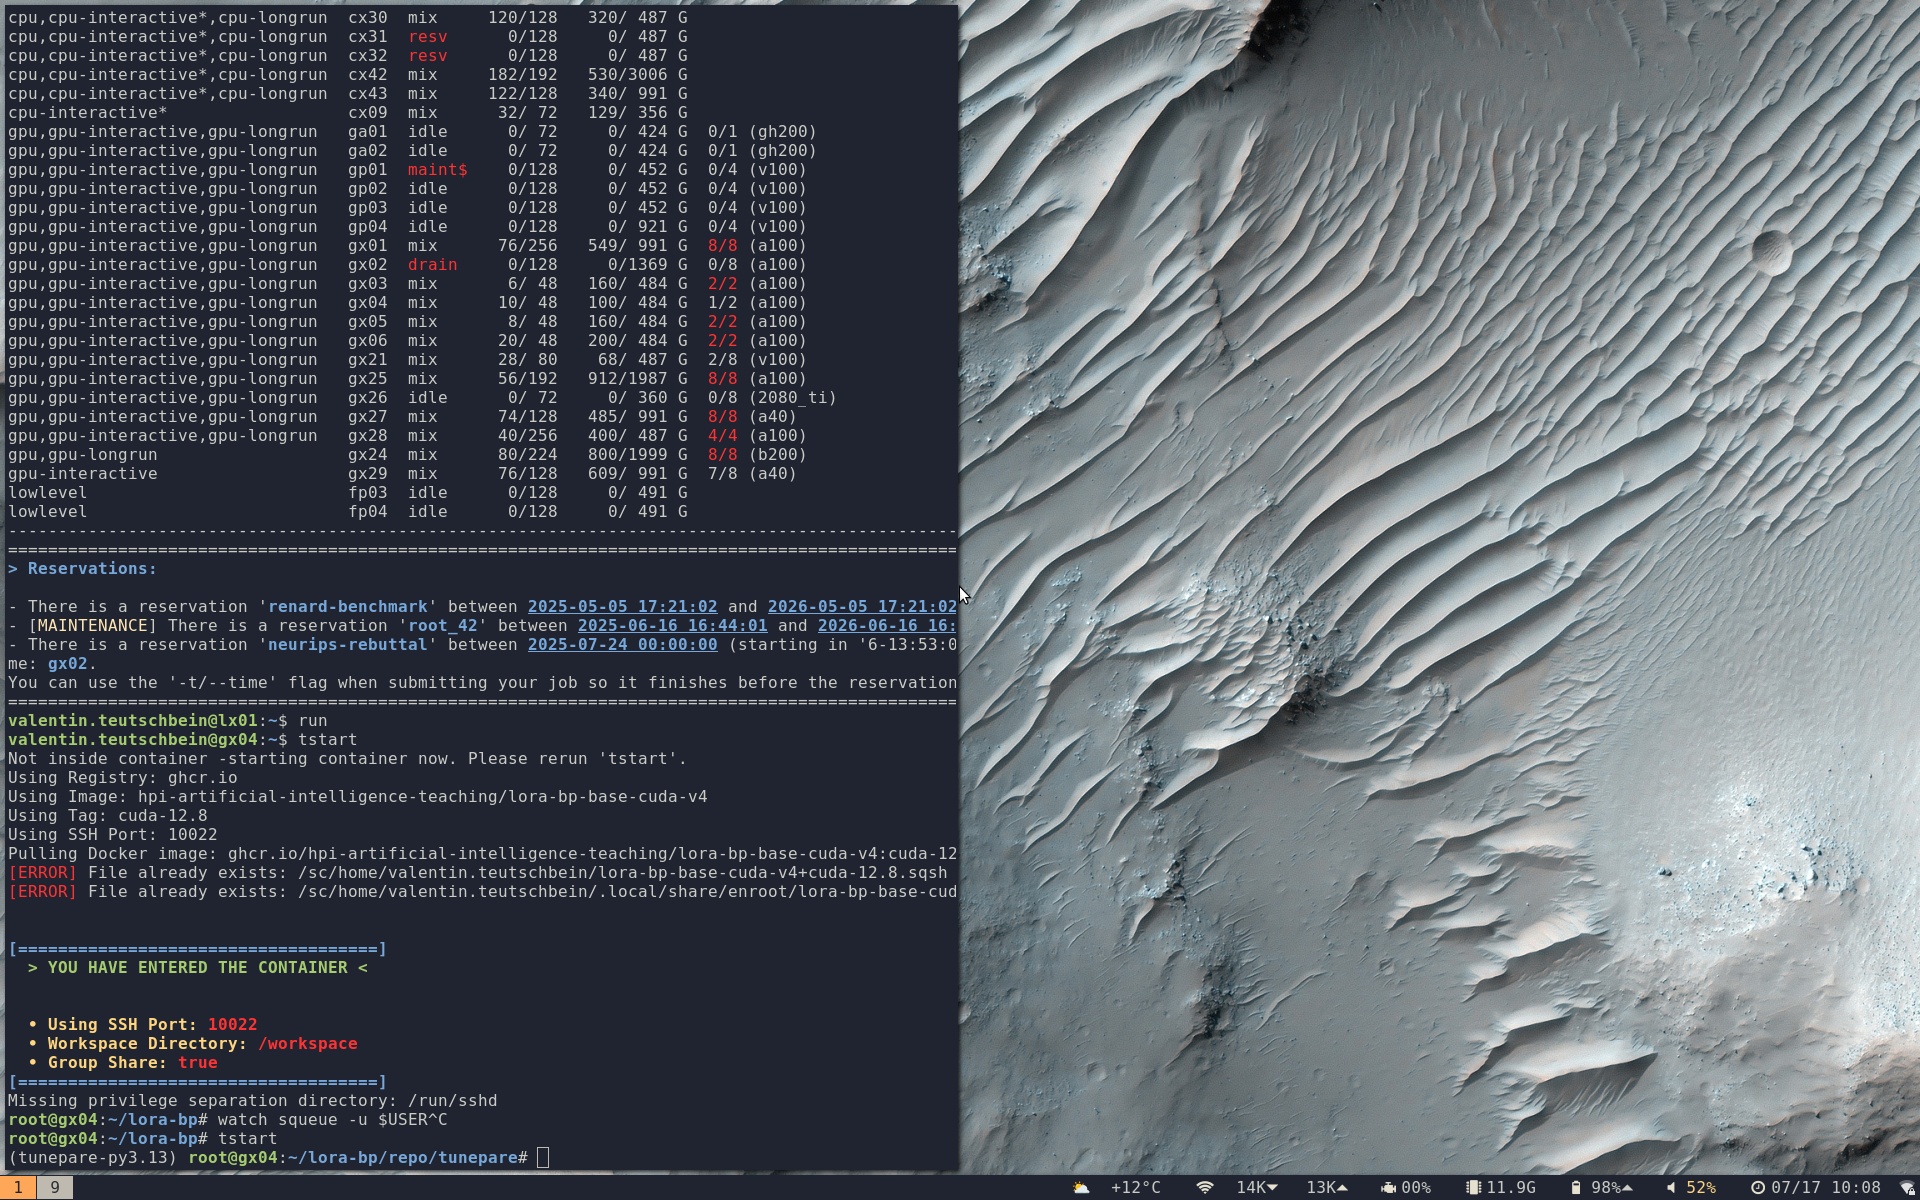 cpu,cpu-interactive*,cpu-longrun  cx30  mix     120/128   320/ 487 G
cpu,cpu-interactive*,cpu-longrun  cx31  resv      0/128     0/ 487 G
cpu,cpu-interactive*,cpu-longrun  cx32  resv      0/128     0/ 487 G
cpu,cpu-interactive*,cpu-longrun  cx42  mix     182/192   530/3006 G
cpu,cpu-interactive*,cpu-longrun  cx43  mix     122/128   340/ 991 G
cpu-interactive*                  cx09  mix      32/ 72   129/ 356 G
gpu,gpu-interactive,gpu-longrun   ga01  idle      0/ 72     0/ 424 G  0/1 (gh200)
gpu,gpu-interactive,gpu-longrun   ga02  idle      0/ 72     0/ 424 G  0/1 (gh200)
gpu,gpu-interactive,gpu-longrun   gp01  maint$    0/128     0/ 452 G  0/4 (v100)
gpu,gpu-interactive,gpu-longrun   gp02  idle      0/128     0/ 452 G  0/4 (v100)
gpu,gpu-interactive,gpu-longrun   gp03  idle      0/128     0/ 452 G  0/4 (v100)
gpu,gpu-interactive,gpu-longrun   gp04  idle      0/128     0/ 921 G  0/4 (v100)
gpu,gpu-interactive,gpu-longrun   gx01  mix      76/256   549/ 991 G  8/8 (a100)
gpu,gpu-interactive,gpu-longrun   gx02  drain     0/128     0/1369 G  0/8 (a100)
gpu,gpu-interactive,gpu-longrun   gx03  mix       6/ 48   160/ 484 G  2/2 (a100)
gpu,gpu-interactive,gpu-longrun   gx04  mix      10/ 48   100/ 484 G  1/2 (a100)
gpu,gpu-interactive,gpu-longrun   gx05  mix       8/ 48   160/ 484 G  2/2 (a100)
gpu,gpu-interactive,gpu-longrun   gx06  mix      20/ 48   200/ 484 G  2/2 (a100)
gpu,gpu-interactive,gpu-longrun   gx21  mix      28/ 80    68/ 487 G  2/8 (v100)
gpu,gpu-interactive,gpu-longrun   gx25  mix      56/192   912/1987 G  8/8 (a100)
gpu,gpu-interactive,gpu-longrun   gx26  idle      0/ 72     0/ 360 G  0/8 (2080_ti)
gpu,gpu-interactive,gpu-longrun   gx27  mix      74/128   485/ 991 G  8/8 (a40)
gpu,gpu-interactive,gpu-longrun   gx28  mix      40/256   400/ 487 G  4/4 (a100)
gpu,gpu-longrun                   gx24  mix      80/224   800/1999 G  8/8 (b200)
gpu-interactive                   gx29  mix      76/128   609/ 991 G  7/8 (a40)
lowlevel                          fp03  idle      0/128     0/ 491 G
lowlevel                          fp04  idle      0/128     0/ 491 G
-----------------------------------------------------------------------------------------------
===============================================================================================
> Reservations:
- There is a reservation 'renard-benchmark' between 2025-05-05 17:21:02 and 2026-05-05 17:21:02
- [MAINTENANCE] There is a reservation 'root_42' between 2025-06-16 16:44:01 and 2026-06-16 16:
- There is a reservation 'neurips-rebuttal' between 2025-07-24 00:00:00 (starting in '6-13:53:0
me: gx02.
You can use the '-t/--time' flag when submitting your job so it finishes before the reservation
===============================================================================================
valentin.teutschbein@lx01:~$ run
valentin.teutschbein@gx04:~$ tstart
Not inside container -starting container now. Please rerun 'tstart'.
Using Registry: ghcr.io
Using Image: hpi-artificial-intelligence-teaching/lora-bp-base-cuda-v4
Using Tag: cuda-12.8
Using SSH Port: 10022
Pulling Docker image: ghcr.io/hpi-artificial-intelligence-teaching/lora-bp-base-cuda-v4:cuda-12
[ERROR] File already exists: /sc/home/valentin.teutschbein/lora-bp-base-cuda-v4+cuda-12.8.sqsh
[ERROR] File already exists: /sc/home/valentin.teutschbein/.local/share/enroot/lora-bp-base-cud
[====================================]
  > YOU HAVE ENTERED THE CONTAINER <
  • Using SSH Port: 10022
  • Workspace Directory: /workspace
  • Group Share: true
[====================================]
Missing privilege separation directory: /run/sshd
root@gx04:~/lora-bp# watch squeue -u $USER^C
root@gx04:~/lora-bp# tstart
(tunepare-py3.13) root@gx04:~/lora-bp/repo/tunepare#
1 9 +12°C 14K 13K 00% 11.9G 98% 52% 07/17 10:08